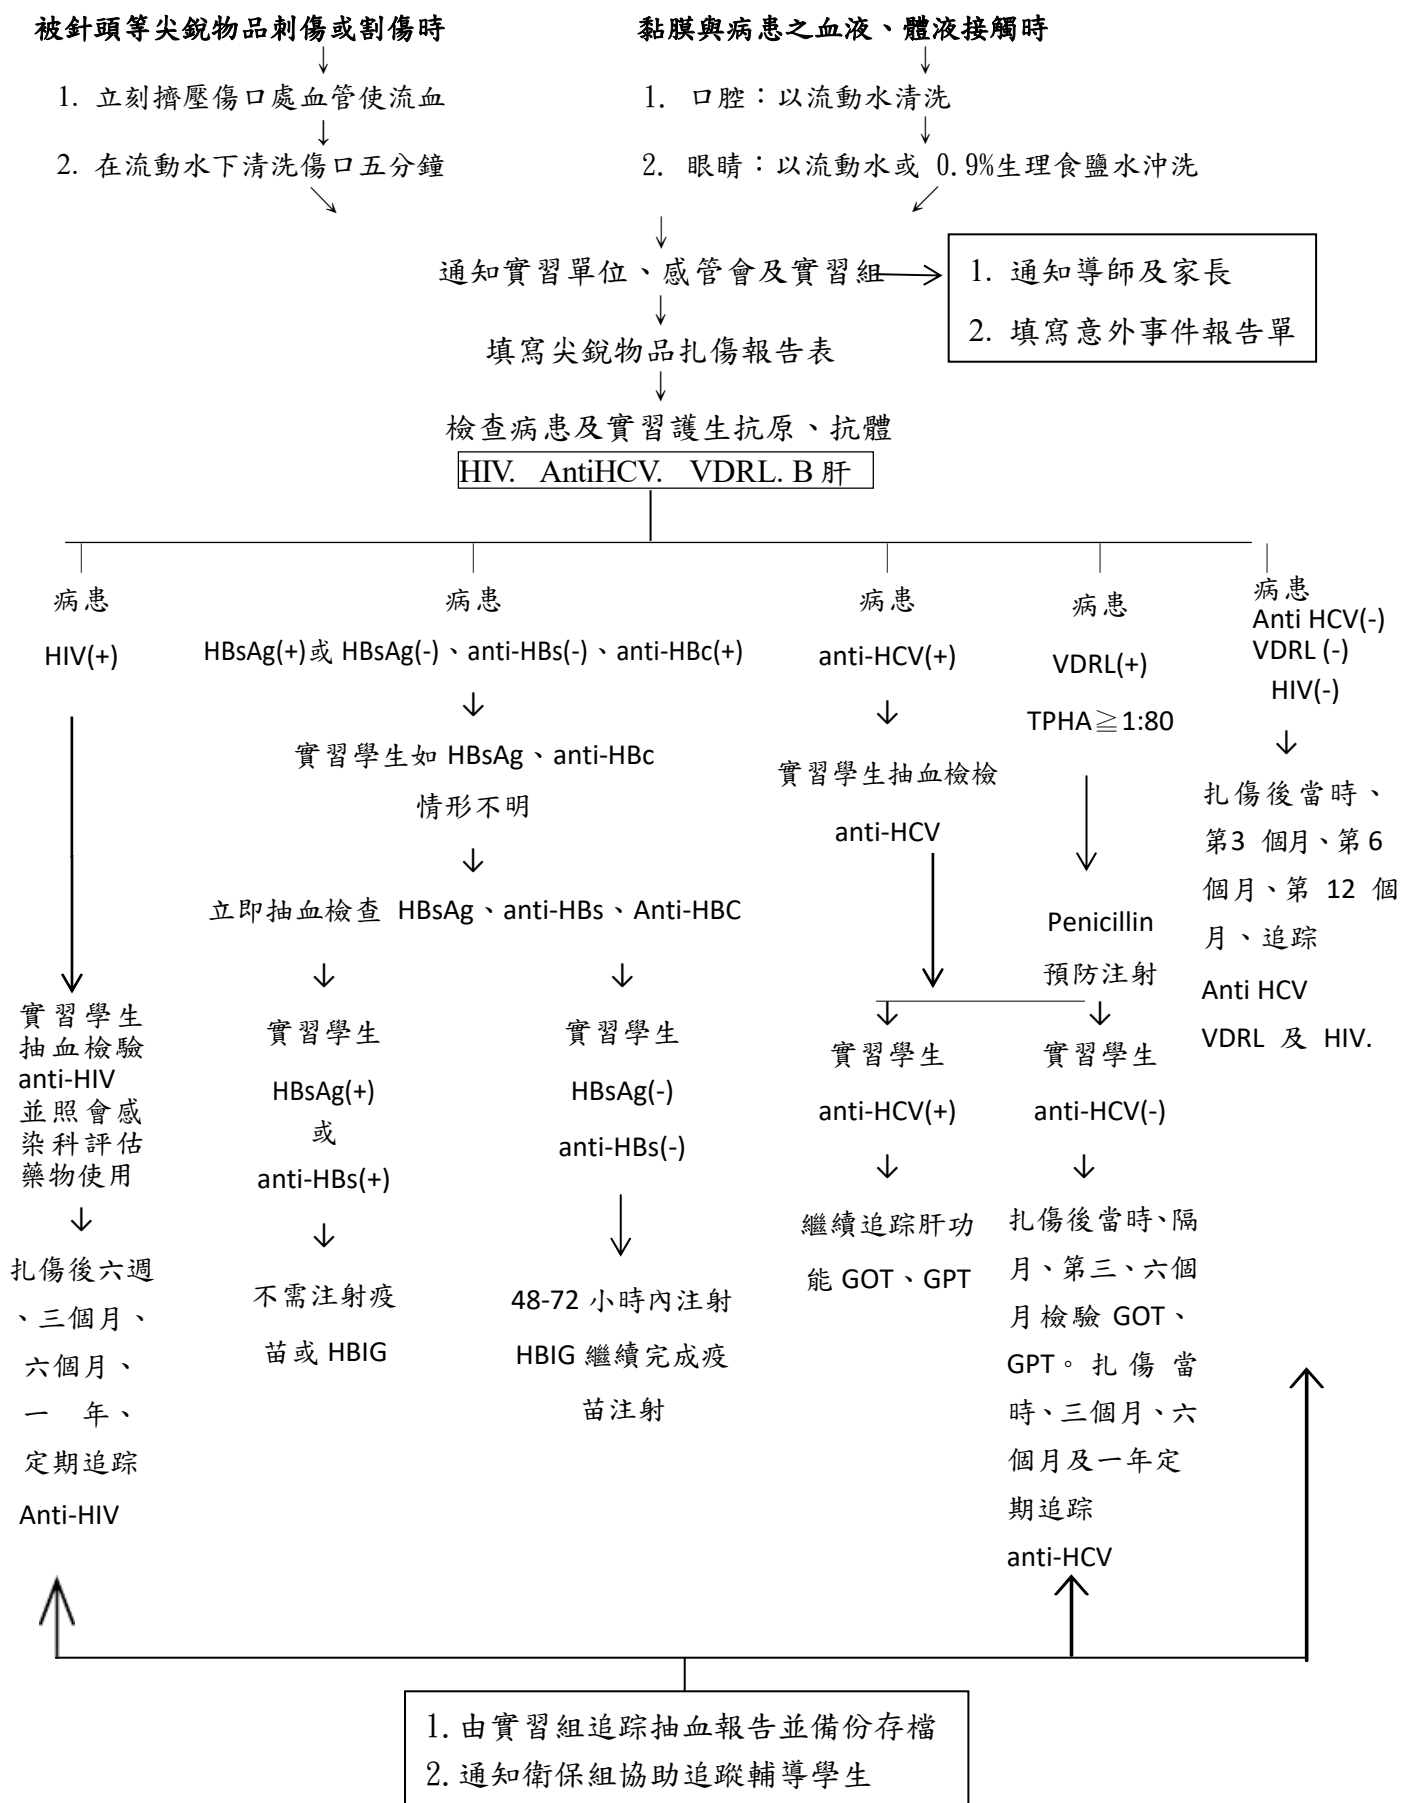 被針頭等尖銳物品刺傷或割傷時
1. 立刻擠壓傷口處血管使流血
2. 在流動水下清洗傷口五分鐘
黏膜與病患之血液、體液接觸時
1. 口腔：以流動水清洗
2. 眼睛：以流動水或 0.9%生理食鹽水沖洗
通知實習單位、感管會及實習組
1. 通知導師及家長
2. 填寫意外事件報告單
填寫尖銳物品扎傷報告表
檢查病患及實習護生抗原、抗體
HIV. AntiHCV. VDRL. B 肝
病患
HIV(+)
實習學生
抽血檢驗
anti-HIV
並照會感
染科評估
藥物使用
扎傷後六週
、三個月、
六個月、
一 年、
定期追踪
Anti-HIV
病患
HBsAg(+)或 HBsAg(-)、anti-HBs(-)、anti-HBc(+)
實習學生如 HBsAg、anti-HBc
情形不明
立即抽血檢查 HBsAg、anti-HBs、Anti-HBC
實習學生
HBsAg(+)
或
anti-HBs(+)
不需注射疫
苗或 HBIG
實習學生
HBsAg(-)
anti-HBs(-)
48-72 小時內注射
HBIG 繼續完成疫
苗注射
病患
anti-HCV(+)
實習學生抽血檢檢
anti-HCV
實習學生
anti-HCV(+)
繼續追踪肝功
能 GOT、GPT
病患
VDRL(+)
TPHA≧1:80
Penicillin
預防注射
實習學生
anti-HCV(-)
扎傷後當時、隔
月、第三、六個
月檢驗 GOT、
GPT。扎 傷 當
時、三個月、六
個月及一年定
期追踪
anti-HCV
病患
Anti HCV(-)
VDRL (-)
HIV(-)
扎傷後當時、
第3 個月、第 6
個月、第 12 個
月、追踪
Anti HCV
VDRL 及 HIV.
1. 由實習組追踪抽血報告並備份存檔
2. 通知衛保組協助追蹤輔導學生